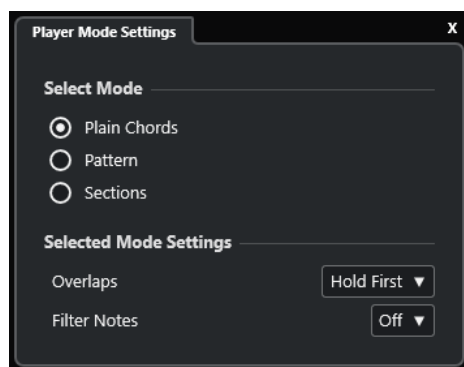 Player Mode Settings X
Select Mode
Plain Chords
Pattern
Sections
Selected Mode Settings
Overlaps Hold First
Filter Notes Off